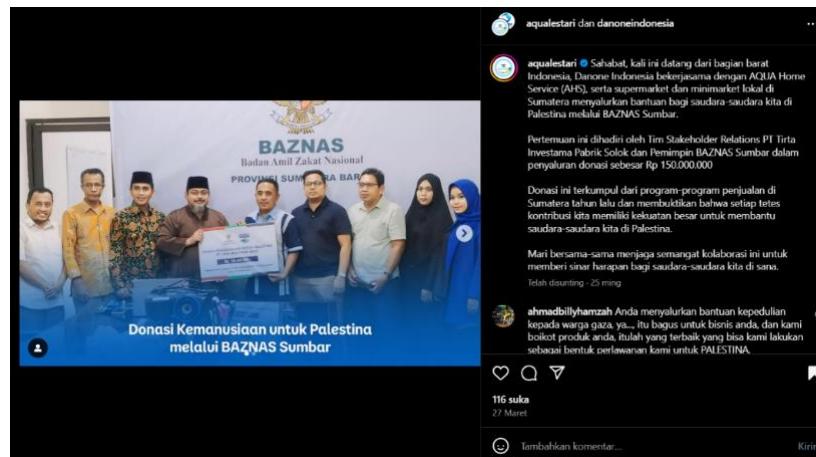 BAZNAS
Badan Amil Zakat Nasional
PROVINSI SUMATERA BARAT
Donasi Kemanusiaan untuk Palestina
melalui BAZNAS Sumbar
aqualestari dan danoneindonesia
aqualestari Sahabat, kali ini datang dari bagian barat
Indonesia, Danone Indonesia bekerjasama dengan AQUA Home
Service (AHS), serta supermarket dan minimarket lokal di
Sumatera menyalurkan bantuan bagi saudara-saudara kita di
Palestina melalui BAZNAS Sumbar.
Pertemuan ini dihadiri oleh Tim Stakeholder Relations PT Tirta
Investama Pabrik Solok dan Pemimpin BAZNAS Sumbar dalam
penyaluran donasi sebesar Rp 150.000.000
Donasi ini terkumpul dari program-program penjualan di
Sumatera tahun lalu dan membuktikan bahwa setiap tetes
kontribusi kita memiliki kekuatan besar untuk membantu
saudara-saudara kita di Palestina.
Mari bersama-sama menjaga semangat kolaborasi ini untuk
memberi sinar harapan bagi saudara-saudara kita di sana.
Telah disunting · 25 ming
ahmadbillyhamzah Anda menyalurkan bantuan kepedulian
kepada warga gaza, ya..., itu bagus untuk bisnis anda, dan kami
boikot produk anda, itulah yang terbaik yang bisa kami lakukan
sebagai bentuk perlawanan kami untuk PALESTINA.
116 suka
27 Maret
Tambahkan komentar...
Kirim